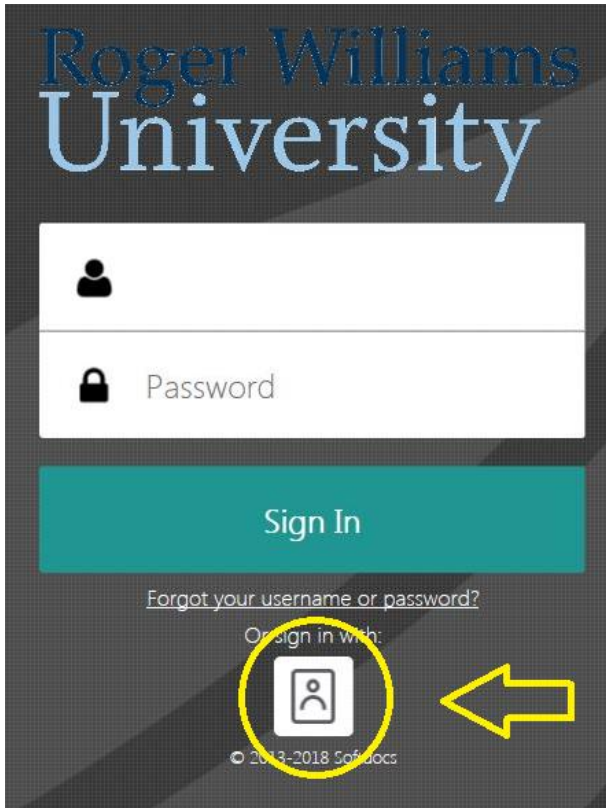 Roger Williams
University
Password
Sign In
Forgot your username or password?
Or sign in with:
© 2013-2018 Softdocs